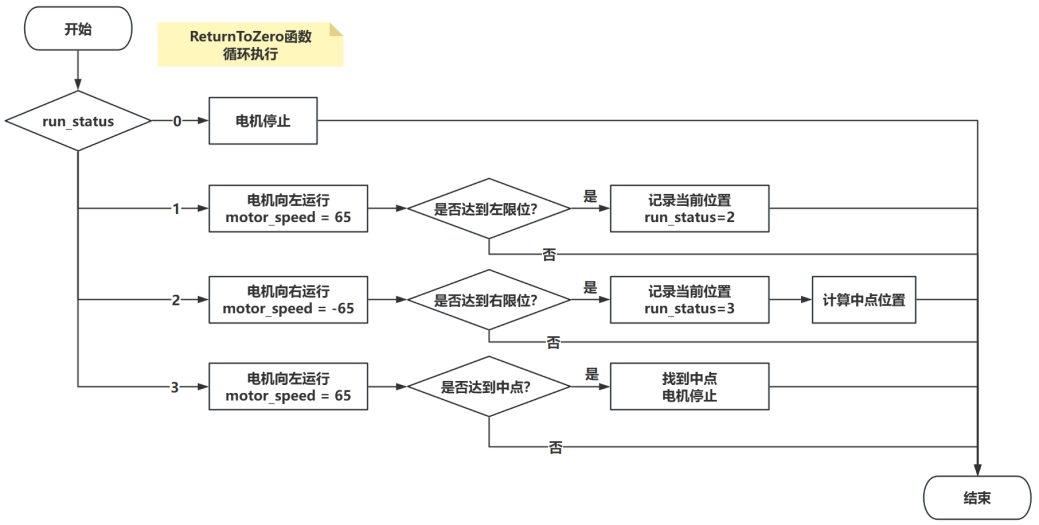 开始
ReturnToZero函数
循环执行
run_status
0
电机停止
1
电机向左运行
motor_speed = 65
是否达到左限位?
是
记录当前位置
run_status=2
否
2
电机向右运行
motor_speed = -65
是否达到右限位?
是
记录当前位置
run_status=3
计算中点位置
否
3
电机向左运行
motor_speed = 65
是否达到中点?
是
找到中点
电机停止
否
结束